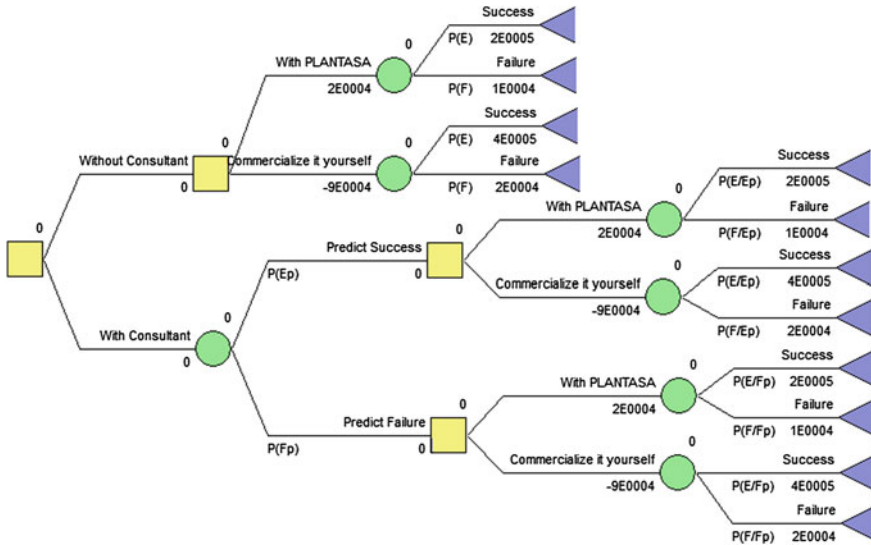 Success
0
P(E) 2E0005
With PLANTASA
Failure
2E0004
P(F) 1E0004
Success
0
0
P(E) 4E0005
Without Consultant
Commercialize it yourself
Failure
0
-9E0004
P(F) 2E0004
0
Success
0
P(E/Ep) 2E0005
With PLANTASA
Failure
2E0004
P(F/Ep) 1E0004
0
Predict Success
P(Ep)
0
Success
0
P(E/Ep) 4E0005
Commercialize it yourself
Failure
-9E0004
P(F/Ep) 2E0004
0
With Consultant
0
Success
0
P(E/Fp) 2E0005
With PLANTASA
Failure
2E0004
P(F/Fp) 1E0004
0
Predict Failure
P(Fp)
0
Success
0
P(E/Fp) 4E0005
Commercialize it yourself
Failure
-9E0004
P(F/Fp) 2E0004